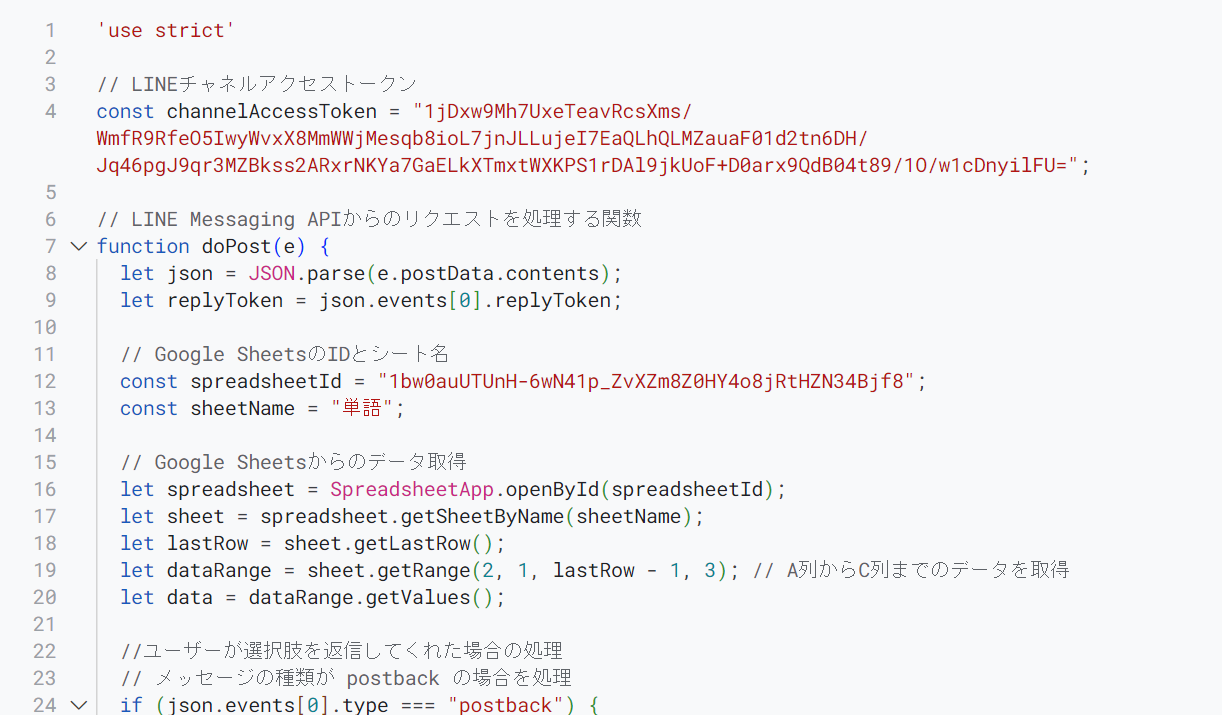 1 'use strict'
2
3 // LINEチャネルアクセストークン
4 const channelAccessToken = "1jDxw9Mh7UxeTeavRcsXms/
WmfR9RfeO5IwyWvxX8MmWWjMesqb8ioL7jnJLLujeI7EaQLhQLMZauaF01d2tn6DH/
Jq46pgJ9qr3MZBkss2ARxrNKYa7GaELkXTmxtWXKPS1rDAl9jkUoF+D0arx9QdB04t89/1O/w1cDnyilFU=";
5
6 // LINE Messaging APIからのリクエストを処理する関数
7 function doPost(e) {
8 let json = JSON.parse(e.postData.contents);
9 let replyToken = json.events[0].replyToken;
10
11 // Google SheetsのIDとシート名
12 const spreadsheetId = "1bw0auUTUnH-6wN41p_ZvXZm8Z0HY4o8jRtHZN34Bjf8";
13 const sheetName = "単語";
14
15 // Google Sheetsからのデータ取得
16 let spreadsheet = SpreadsheetApp.openById(spreadsheetId);
17 let sheet = spreadsheet.getSheetByName(sheetName);
18 let lastRow = sheet.getLastRow();
19 let dataRange = sheet.getRange(2, 1, lastRow - 1, 3); // A列からC列までのデータを取得
20 let data = dataRange.getValues();
21
22 //ユーザーが選択肢を返信してくれた場合の処理
23 // メッセージの種類が postback の場合を処理
24 if (json.events[0].type === "postback") {